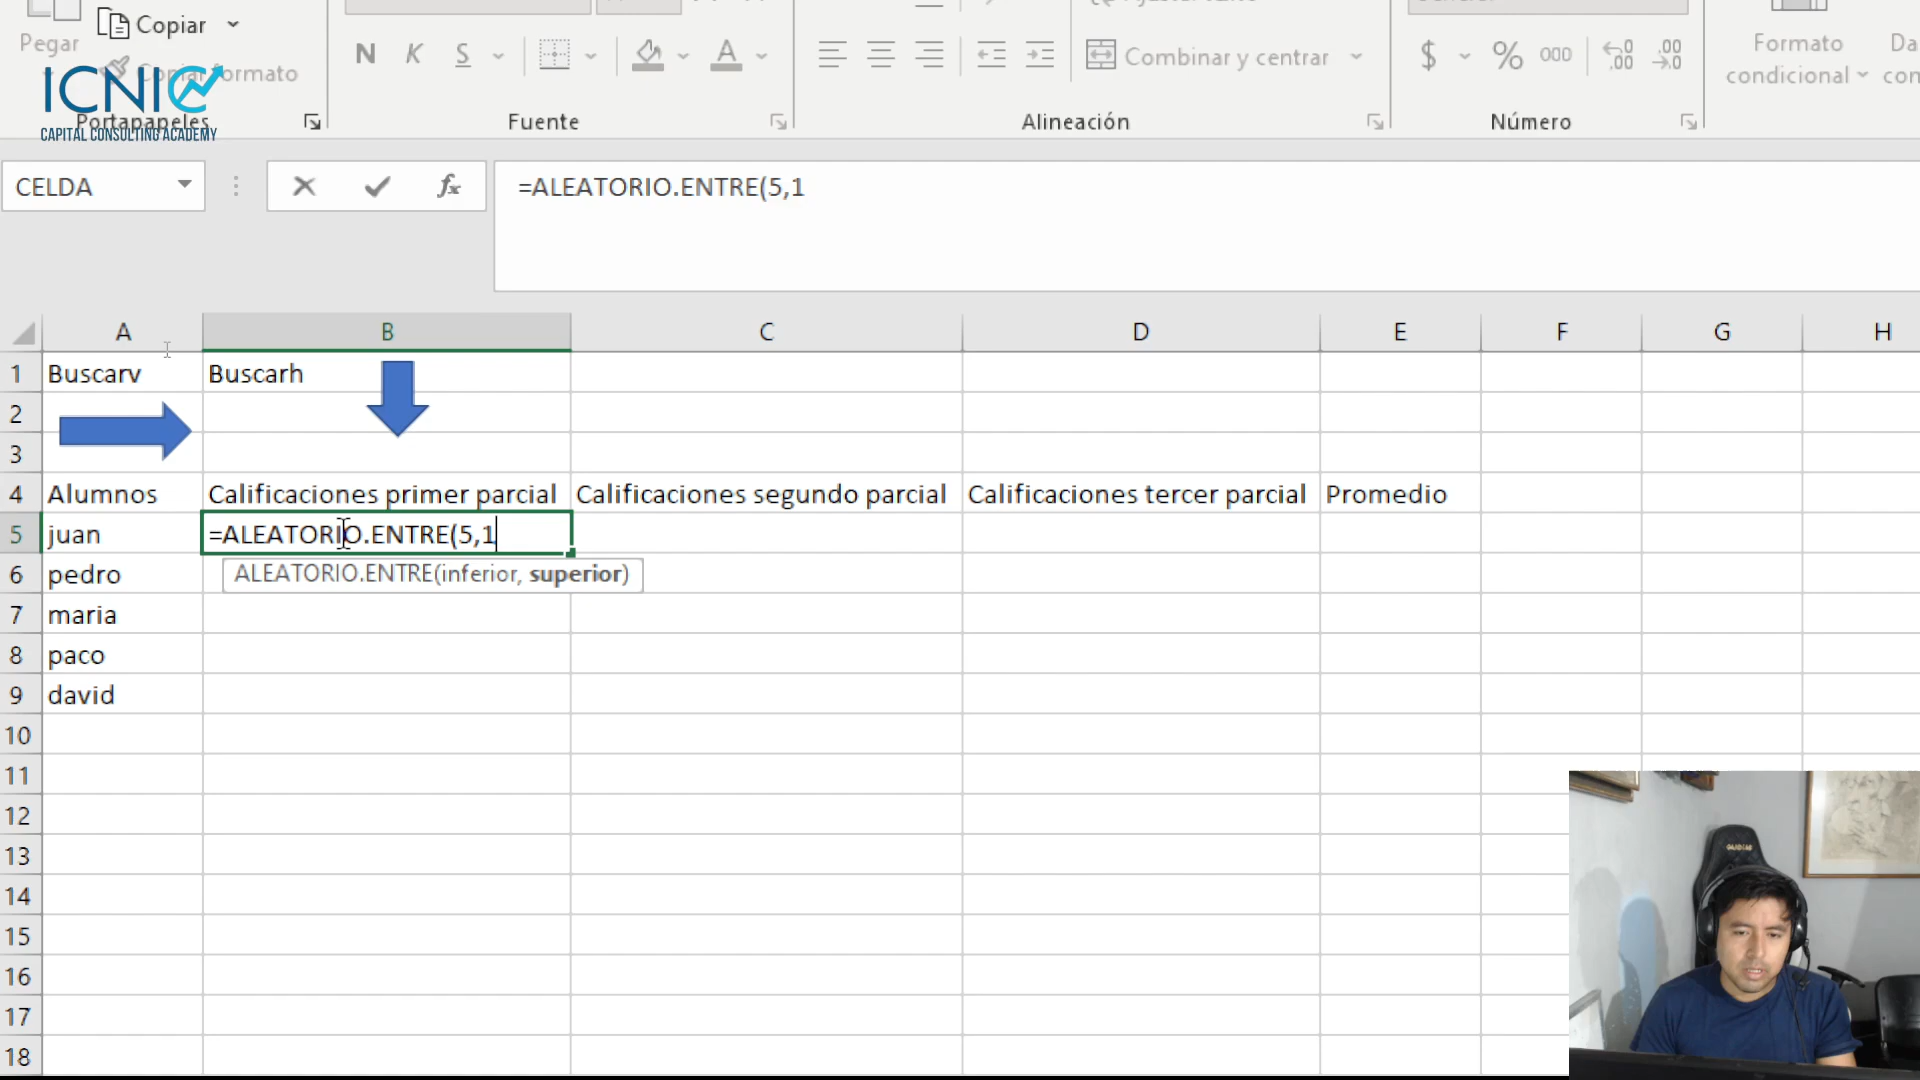 Copiar
Pegar
Copiar formato
ICNIC
CAPITAL CONSULTING ACADEMY
Portapapeles
N K S
A
Fuente
Combinar y centrar
Alineación
$ % 000
Número
Formato
condicional
CELDA
fx
=ALEATORIO.ENTRE(5,1
A B C D E F G H
1 Buscarv Buscarh
2
3
4 Alumnos Calificaciones primer parcial Calificaciones segundo parcial Calificaciones tercer parcial Promedio
5 juan =ALEATORIO.ENTRE(5,1
ALEATORIO.ENTRE(inferior, superior)
6 pedro
7 maria
8 paco
9 david
10
11
12
13
14
15
16
17
18